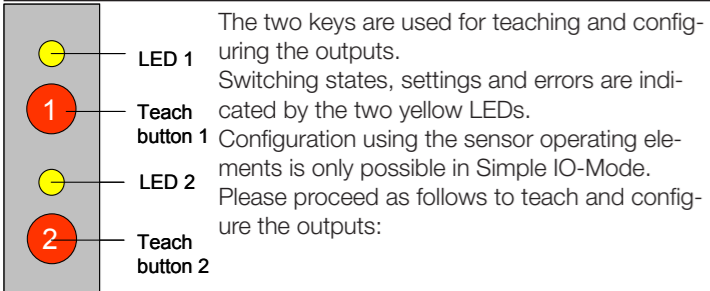 LED 1
1
Teach
button 1
LED 2
2
Teach
button 2
The two keys are used for teaching and config-
uring the outputs.
Switching states, settings and errors are indi-
cated by the two yellow LEDs.
Configuration using the sensor operating ele-
ments is only possible in Simple IO-Mode.
Please proceed as follows to teach and config-
ure the outputs: